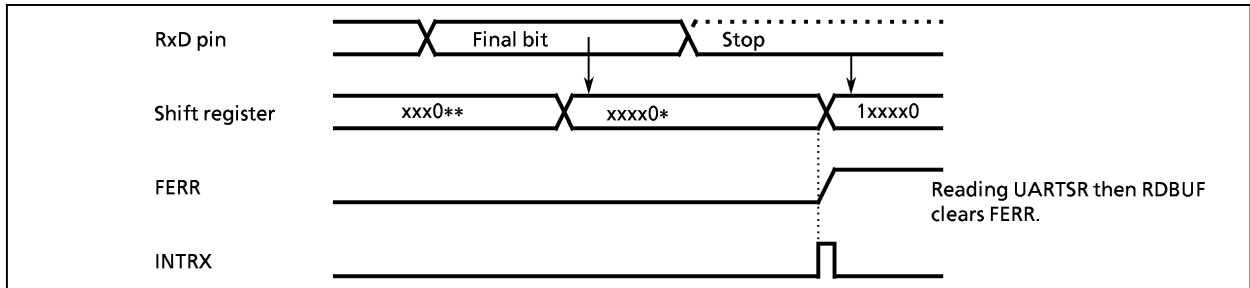 RxD pin Final bit Stop
Shift register xxx0** xxxx0* 1xxxx0
FERR
Reading UARTSR then RDBUF
clears FERR.
INTRX